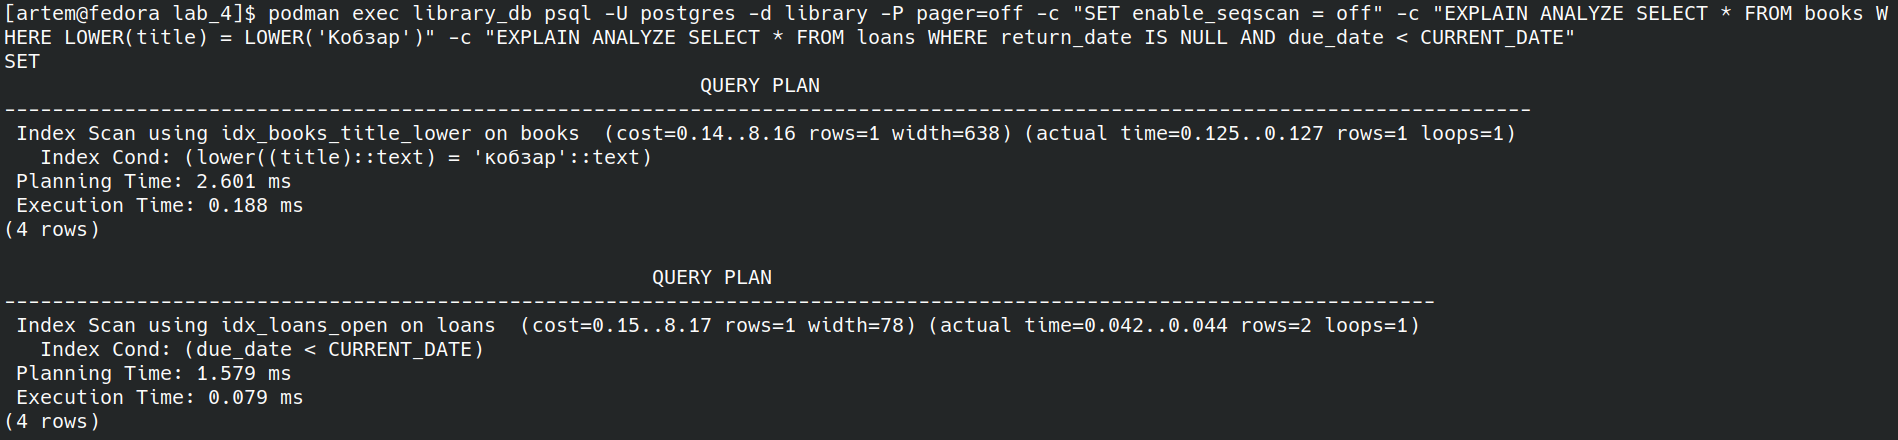 [artem@fedora lab_4]$ podman exec library_db psql -U postgres -d library -P pager=off -c "SET enable_seqscan = off" -c "EXPLAIN ANALYZE SELECT * FROM books W
HERE LOWER(title) = LOWER('Кобзар')" -c "EXPLAIN ANALYZE SELECT * FROM loans WHERE return_date IS NULL AND due_date < CURRENT_DATE"
SET
QUERY PLAN
-------------------------------------------------------------------------------------------------------------------------------
Index Scan using idx_books_title_lower on books  (cost=0.14..8.16 rows=1 width=638) (actual time=0.125..0.127 rows=1 loops=1)
Index Cond: (lower((title)::text) = 'кобзар'::text)
Planning Time: 2.601 ms
Execution Time: 0.188 ms
(4 rows)
QUERY PLAN
-----------------------------------------------------------------------------------------------------------------------
Index Scan using idx_loans_open on loans  (cost=0.15..8.17 rows=1 width=78) (actual time=0.042..0.044 rows=2 loops=1)
Index Cond: (due_date < CURRENT_DATE)
Planning Time: 1.579 ms
Execution Time: 0.079 ms
(4 rows)